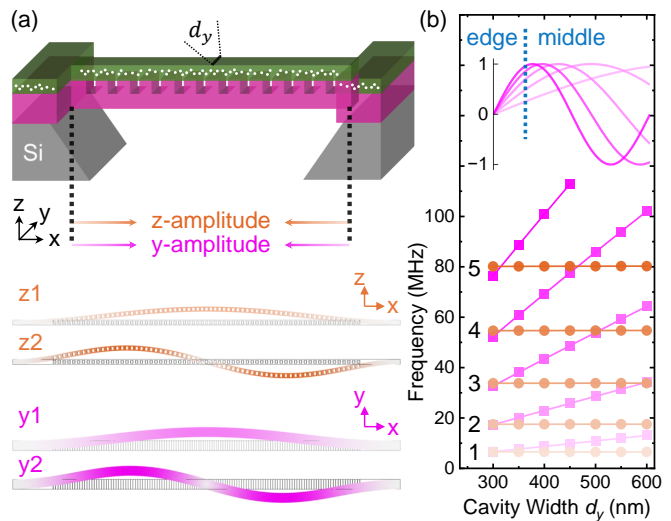 (a)
d_y
Si
z
y
x
z-amplitude
y-amplitude
z1
z
x
z2
y1
y
x
y2
(b)
edge
middle
1
0
−1
100
80
60
40
20
0
Frequency (MHz)
5
4
3
2
1
300
400
500
600
Cavity Width d_y (nm)